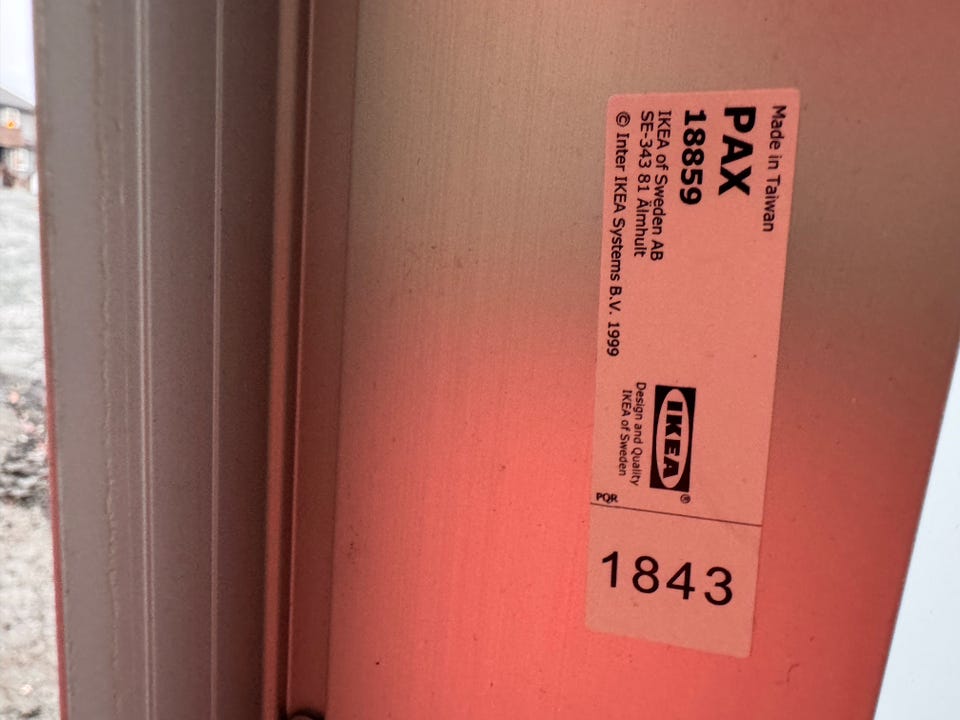 Made in Taiwan
PAX
18859
IKEA of Sweden AB
SE-343 81 Älmhult
© Inter IKEA Systems B.V. 1999
IKEA®
Design and Quality
IKEA of Sweden
PQR
1843